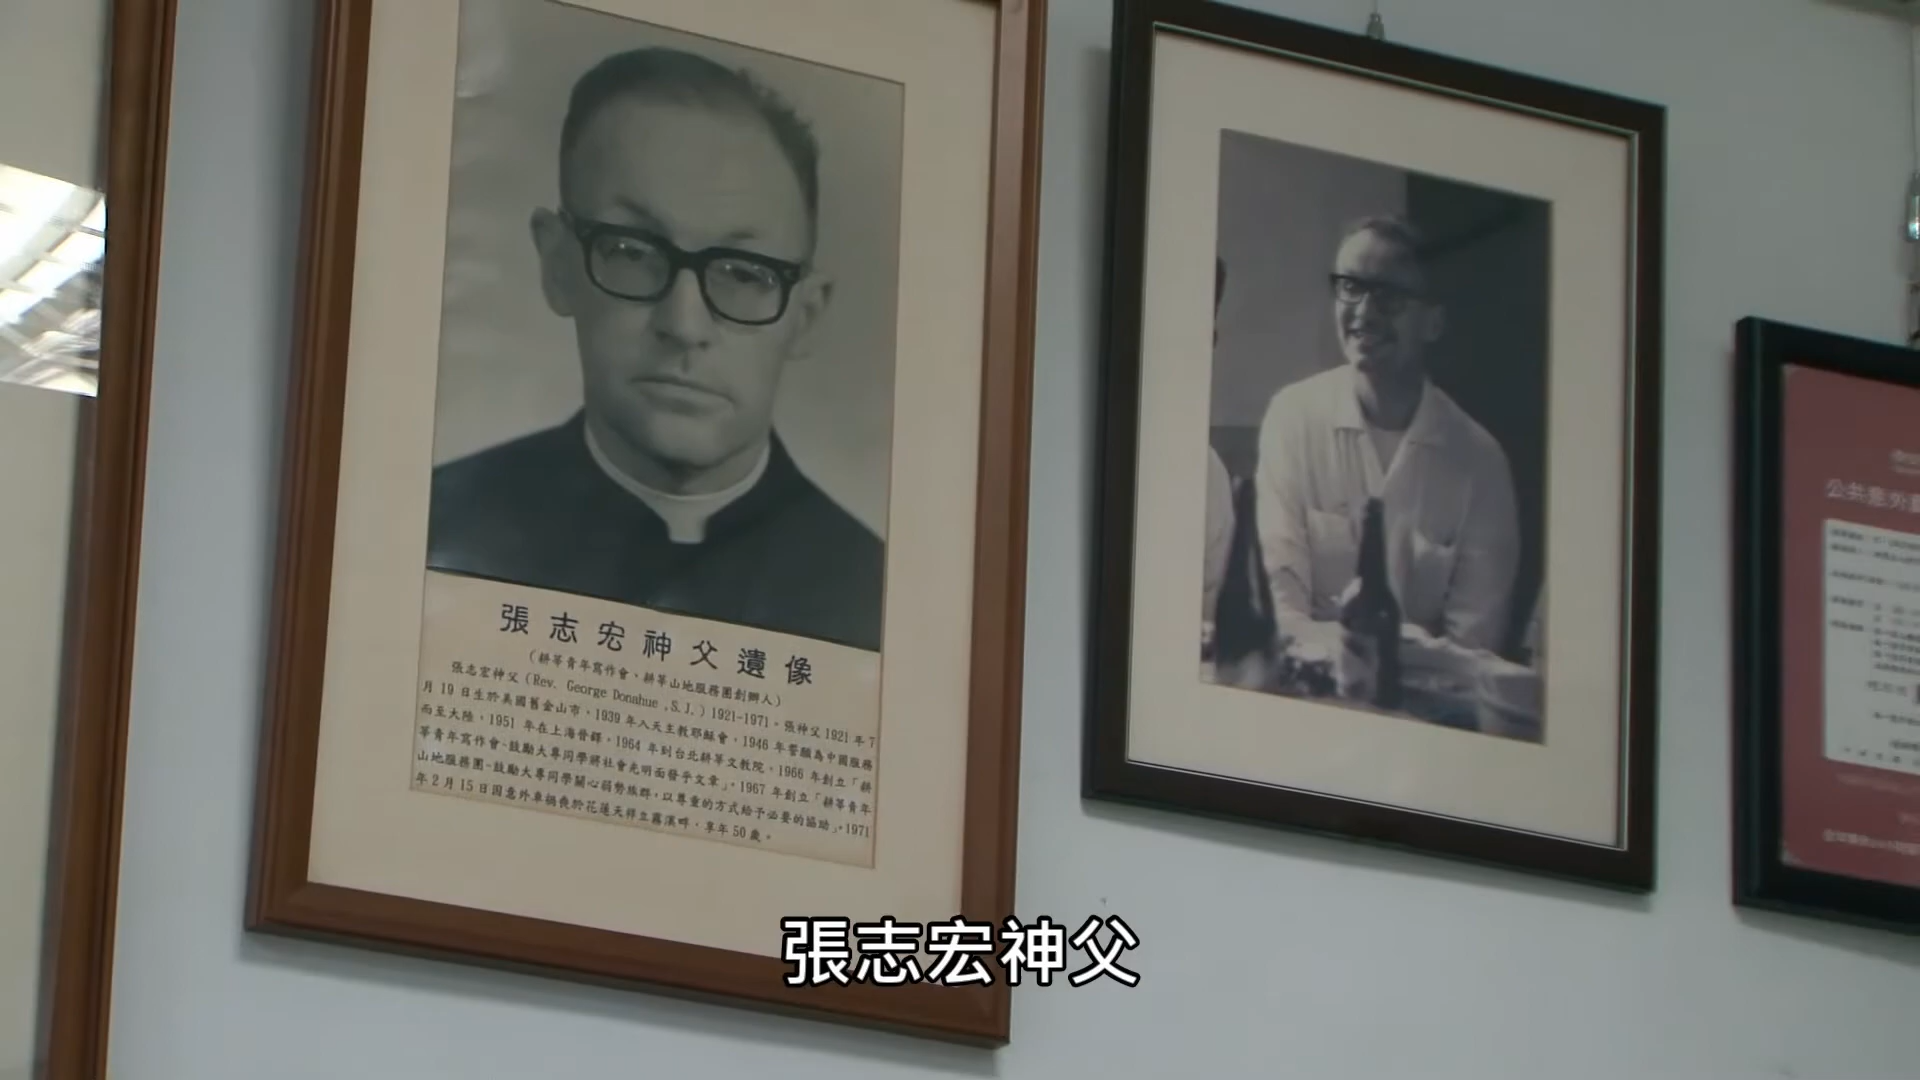 張志宏神父遺像
(耕莘青年寫作會、耕莘山地服務團創辦人)
張志宏神父(Rev. George Donahue ,S.J.) 1921-1971。張神父1921年7
月19日生於美國舊金山市,1939年入天主教耶穌會,1946年誓願為中國服務
而至大陸,1951年在上海晉鐸,1964年到台北耕莘文教院。1966年創立「耕
莘青年寫作會-鼓勵大專同學將社會光明面發乎文章」。1967年創立「耕莘青年
山地服務團-鼓勵大專同學關心弱勢族群,以尊重的方式給予必要的協助」。1971
年2月15日因意外車禍喪於花蓮天祥立霧溪畔,享年50歲。
公共意外
張志宏神父